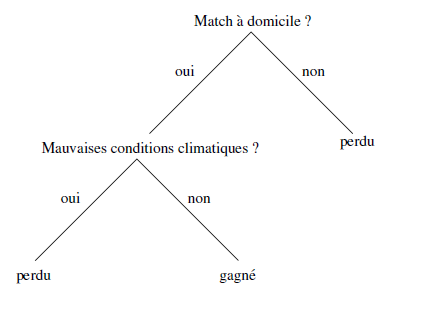 Match à domicile ?
oui
non
Mauvaises conditions climatiques ?
perdu
oui
non
perdu
gagné